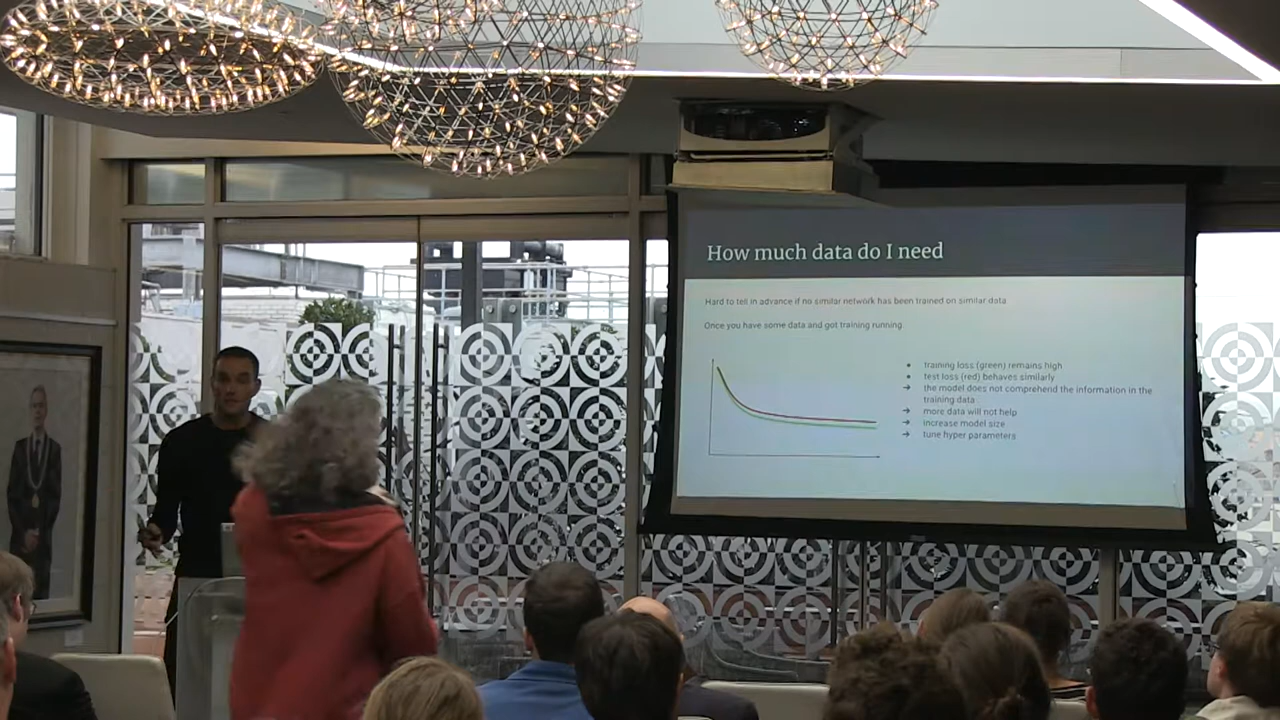 How much data do I need
Hard to tell in advance if no similar network has been trained on similar data
Once you have some data and got training running
training loss (green) remains high
test loss (red) behaves similarly
the model does not comprehend the information in the
training data
more data will not help
increase model size
tune hyper parameters